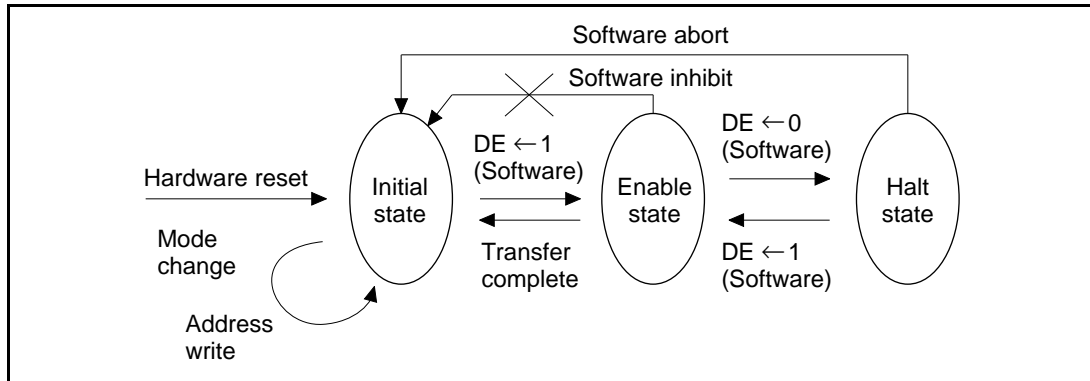 Software abort
Software inhibit
DE ← 1
(Software)
DE ← 0
(Software)
Hardware reset
Initial
state
Enable
state
Halt
state
Mode
change
Transfer
complete
DE ← 1
(Software)
Address
write